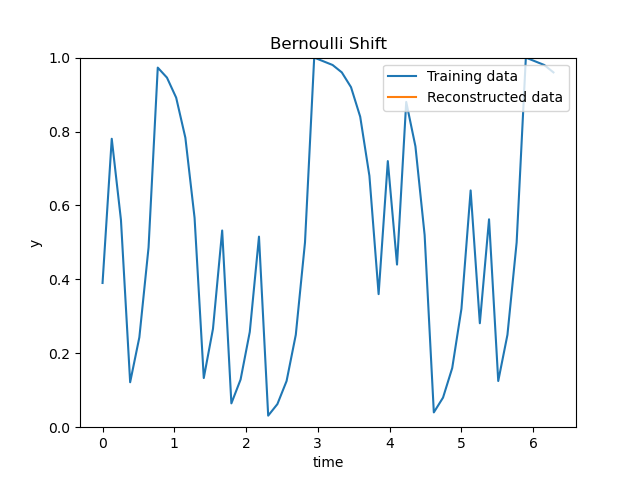 Bernoulli Shift
Training data
Reconstructed data
y
1.0
0.8
0.6
0.4
0.2
0.0
0 1 2 3 4 5 6
time